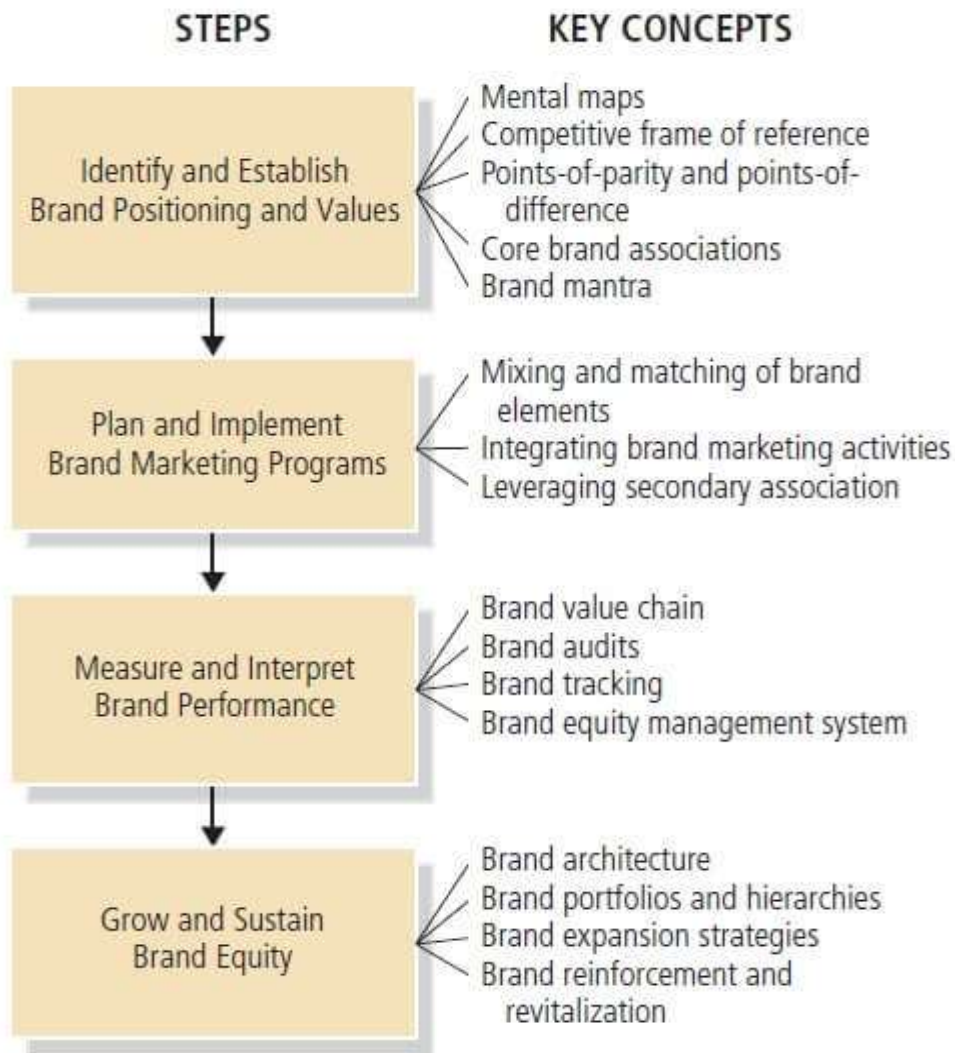 STEPS
KEY CONCEPTS
Identify and Establish
Brand Positioning and Values
Mental maps
Competitive frame of reference
Points-of-parity and points-of-
difference
Core brand associations
Brand mantra
Plan and Implement
Brand Marketing Programs
Mixing and matching of brand
elements
Integrating brand marketing activities
Leveraging secondary association
Measure and Interpret
Brand Performance
Brand value chain
Brand audits
Brand tracking
Brand equity management system
Grow and Sustain
Brand Equity
Brand architecture
Brand portfolios and hierarchies
Brand expansion strategies
Brand reinforcement and
revitalization